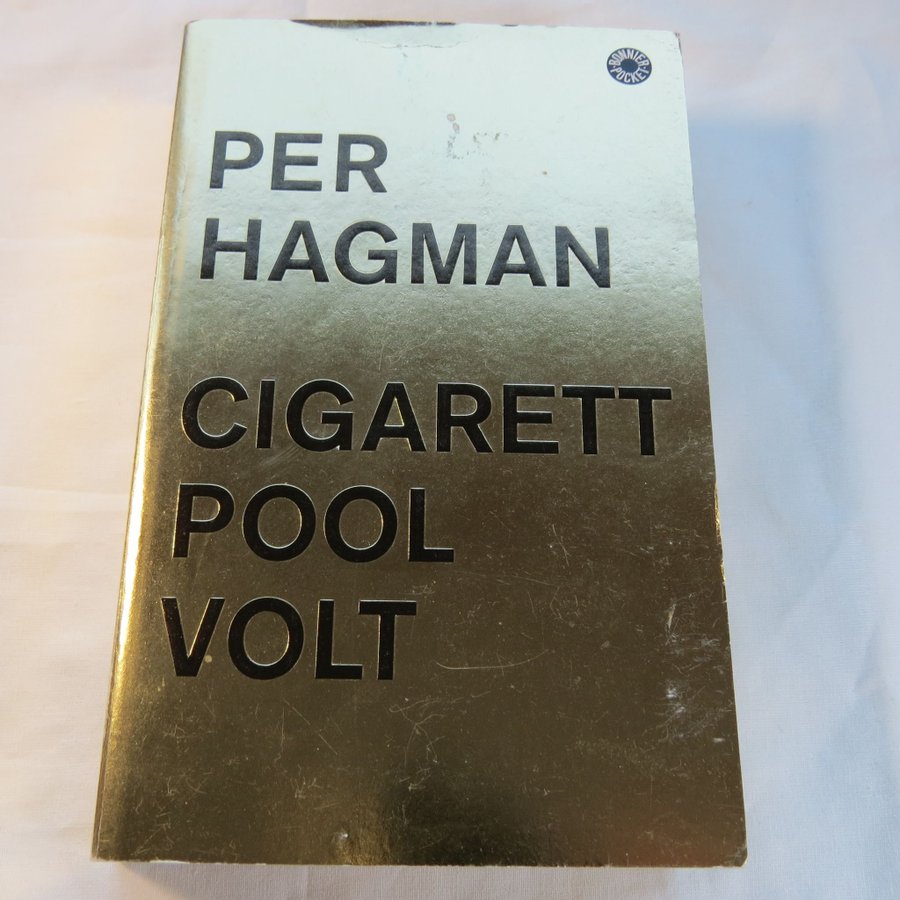 BONNIER
POCKET
PER
HAGMAN
CIGARETT
POOL
VOLT